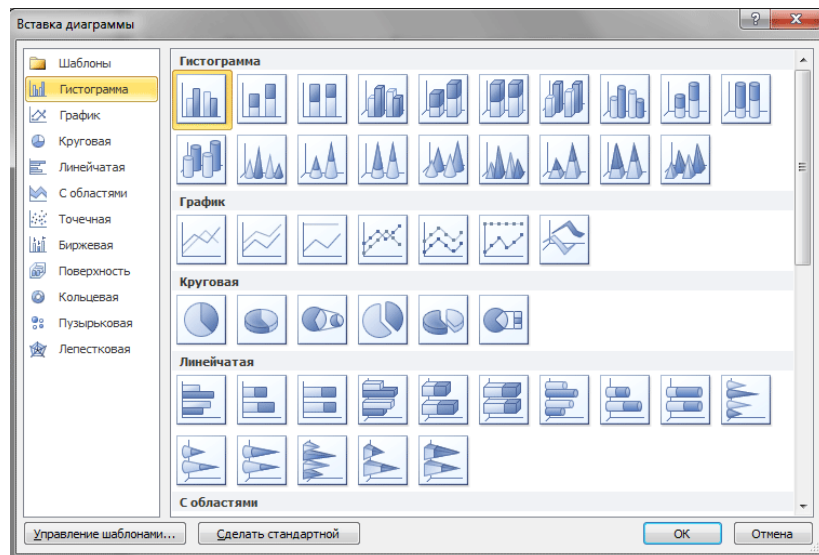 Вставка диаграммы
Шаблоны
Гистограмма
График
Круговая
Линейчатая
С областями
Точечная
Биржевая
Поверхность
Кольцевая
Пузырьковая
Лепестковая
Гистограмма
График
Круговая
Линейчатая
С областями
Управление шаблонами...
Сделать стандартной
ОК
Отмена